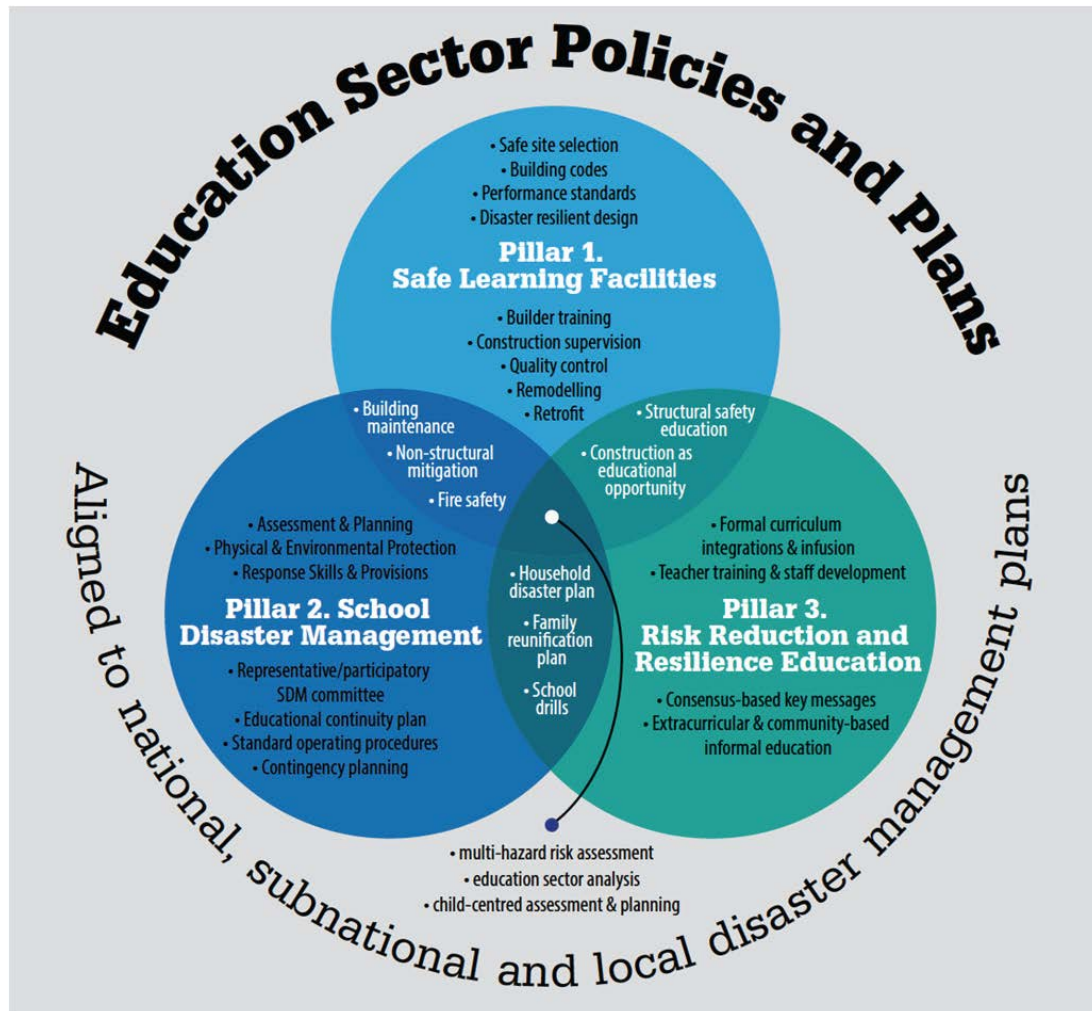 Education Sector Policies and Plans
• Safe site selection
• Building codes
• Performance standards
• Disaster resilient design
Pillar 1.
Safe Learning Facilities
• Builder training
• Construction supervision
• Quality control
• Remodelling
• Retrofit
• Building
maintenance
• Non-structural
mitigation
• Fire safety
• Structural safety
education
• Construction as
educational
opportunity
• Assessment & Planning
• Physical & Environmental Protection
• Response Skills & Provisions
Pillar 2. School
Disaster Management
• Representative/participatory
SDM committee
• Educational continuity plan
• Standard operating procedures
• Contingency planning
• Household
disaster plan
• Family
reunification
plan
• School
drills
• Formal curriculum
integrations & infusion
• Teacher training & staff development
Pillar 3.
Risk Reduction and
Resilience Education
• Consensus-based key messages
• Extracurricular & community-based
informal education
• multi-hazard risk assessment
• education sector analysis
• child-centred assessment & planning
Aligned to national, subnational and local disaster management plans